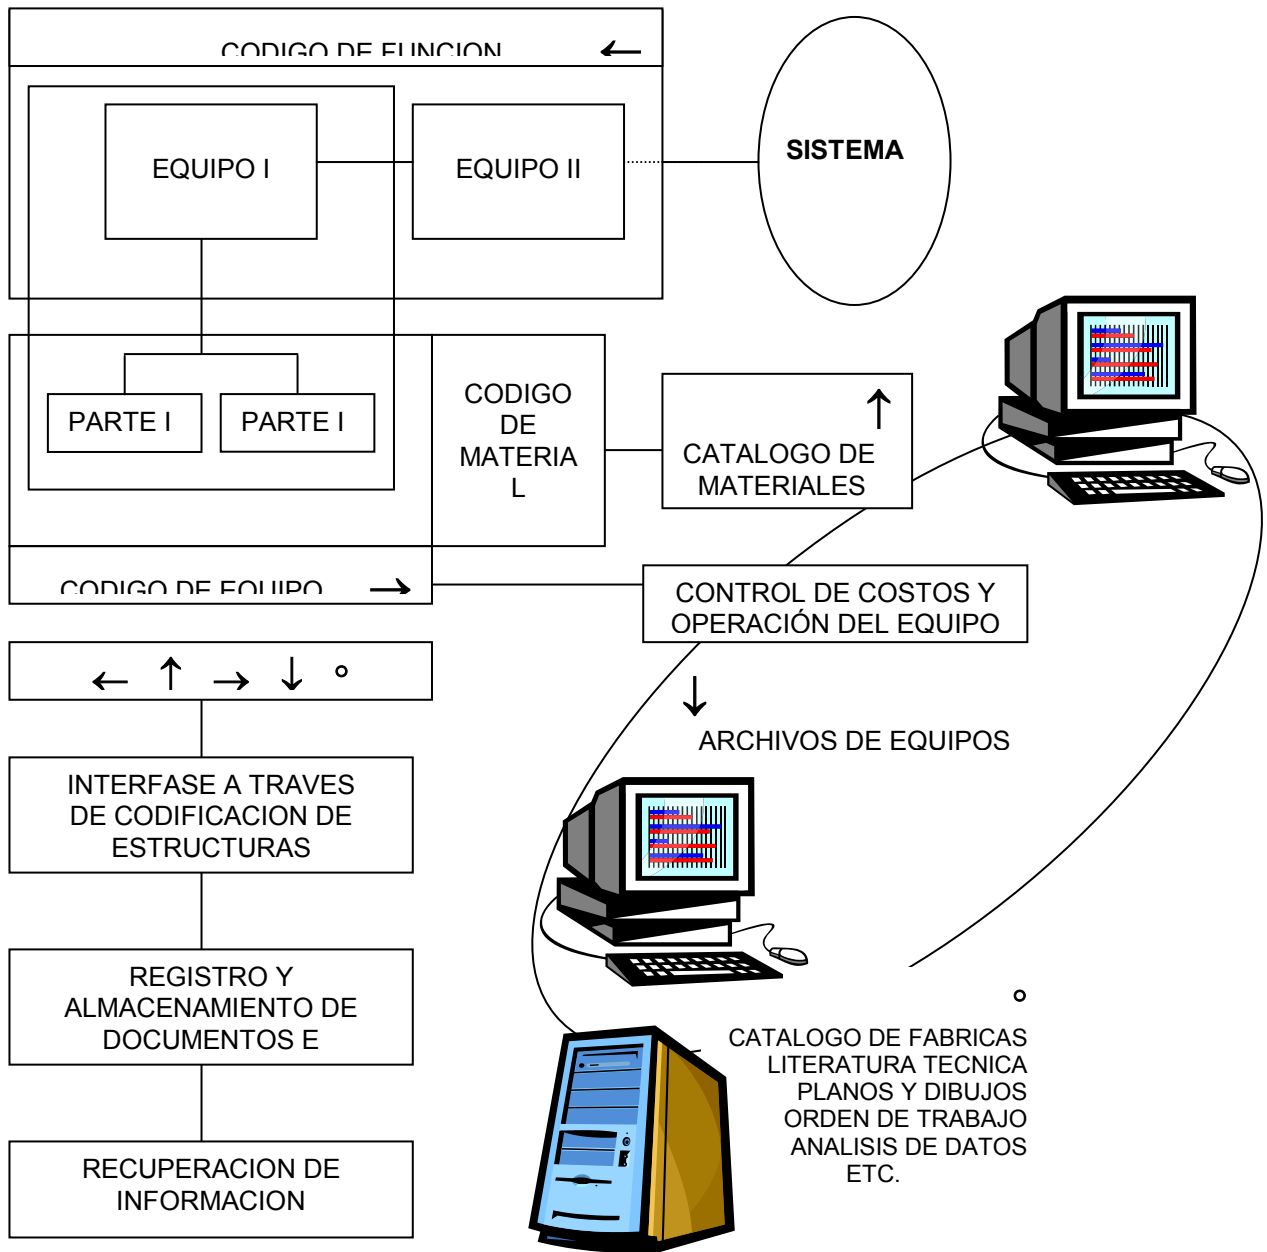 CODIGO DE FUNCION ←
EQUIPO I
EQUIPO II
SISTEMA
PARTE I
PARTE I
CODIGO
DE
MATERIA
L
↑
CATALOGO DE
MATERIALES
CODIGO DE EQUIPO →
CONTROL DE COSTOS Y
OPERACIÓN DEL EQUIPO
← ↑ → ↓ °
↓
ARCHIVOS DE EQUIPOS
INTERFASE A TRAVES
DE CODIFICACION DE
ESTRUCTURAS
REGISTRO Y
ALMACENAMIENTO DE
DOCUMENTOS E
RECUPERACION DE
INFORMACION
°
CATALOGO DE FABRICAS
LITERATURA TECNICA
PLANOS Y DIBUJOS
ORDEN DE TRABAJO
ANALISIS DE DATOS
ETC.